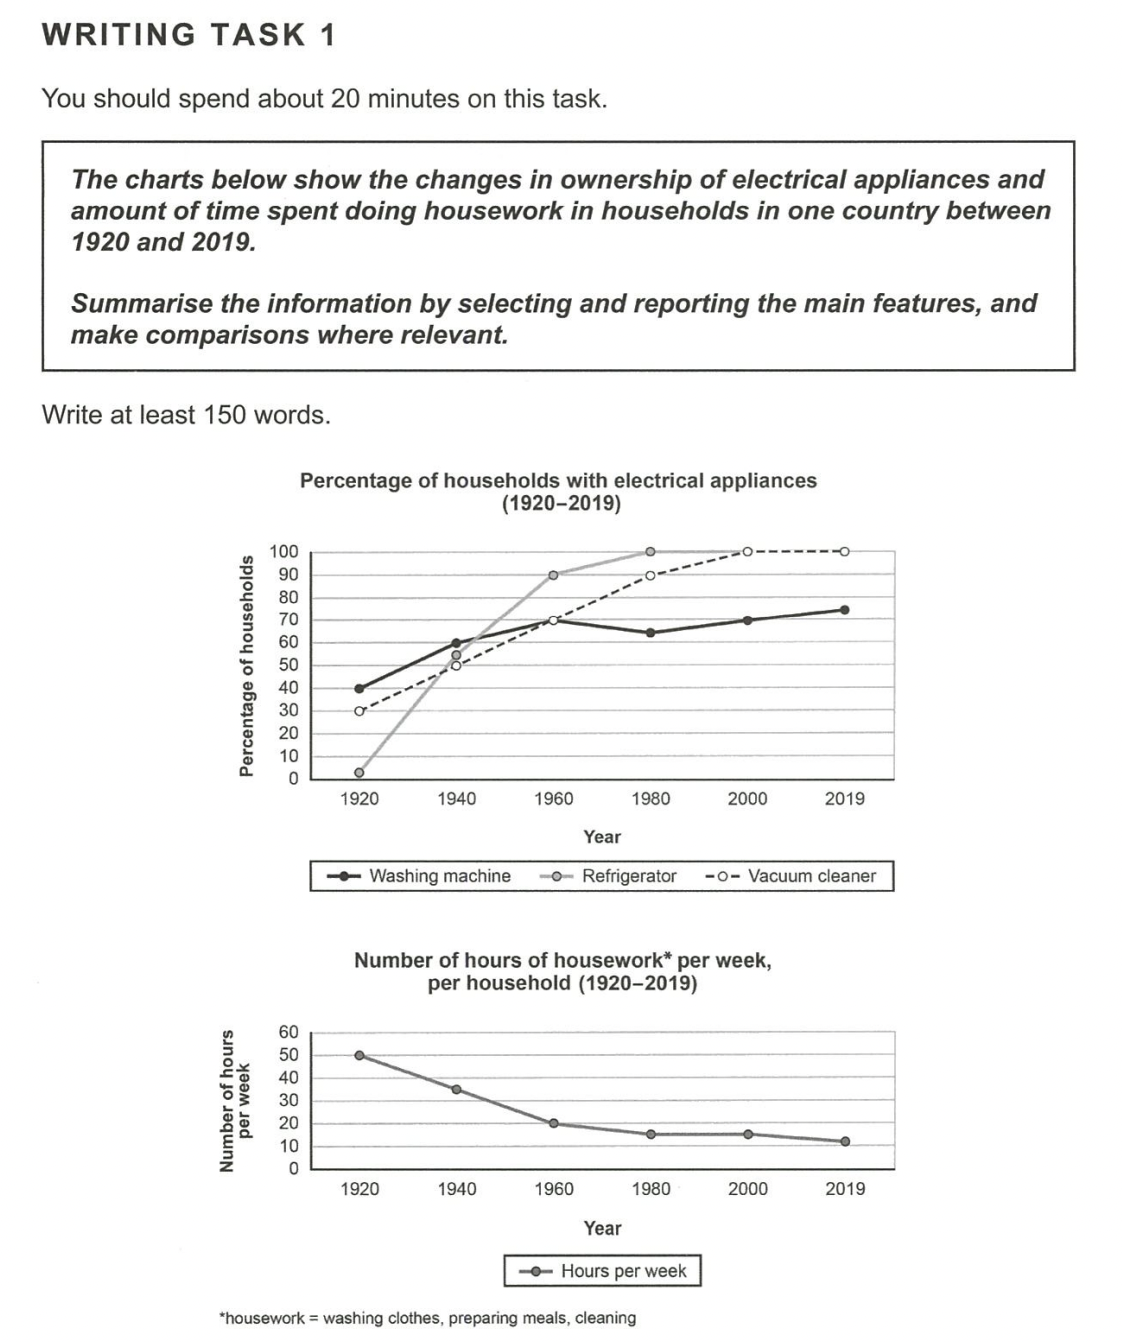 WRITING TASK 1
You should spend about 20 minutes on this task.
The charts below show the changes in ownership of electrical appliances and
amount of time spent doing housework in households in one country between
1920 and 2019.
Summarise the information by selecting and reporting the main features, and
make comparisons where relevant.
Write at least 150 words.
Percentage of households with electrical appliances
(1920–2019)
Percentage of households
100
90
80
70
60
50
40
30
20
10
0
1920 1940 1960 1980 2000 2019
Year
Washing machine Refrigerator Vacuum cleaner
Number of hours of housework* per week,
per household (1920–2019)
Number of hours
per week
60
50
40
30
20
10
0
1920 1940 1960 1980 2000 2019
Year
Hours per week
*housework = washing clothes, preparing meals, cleaning